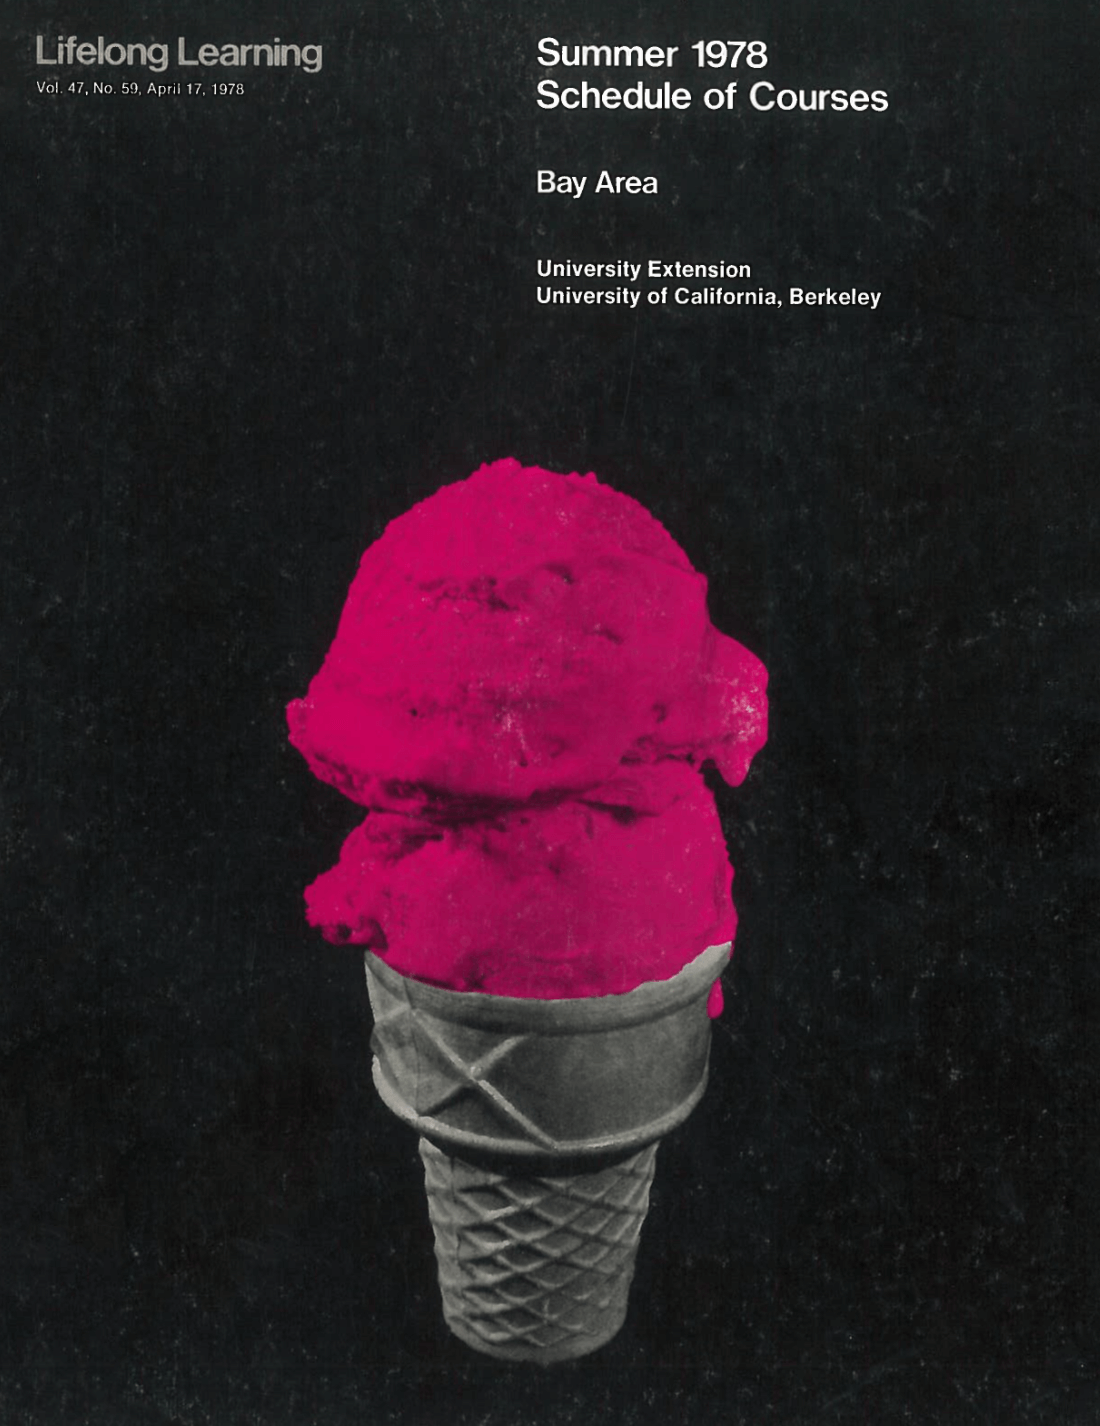 Lifelong Learning
Vol. 47, No. 59, April 17, 1978
Summer 1978
Schedule of Courses
Bay Area
University Extension
University of California, Berkeley